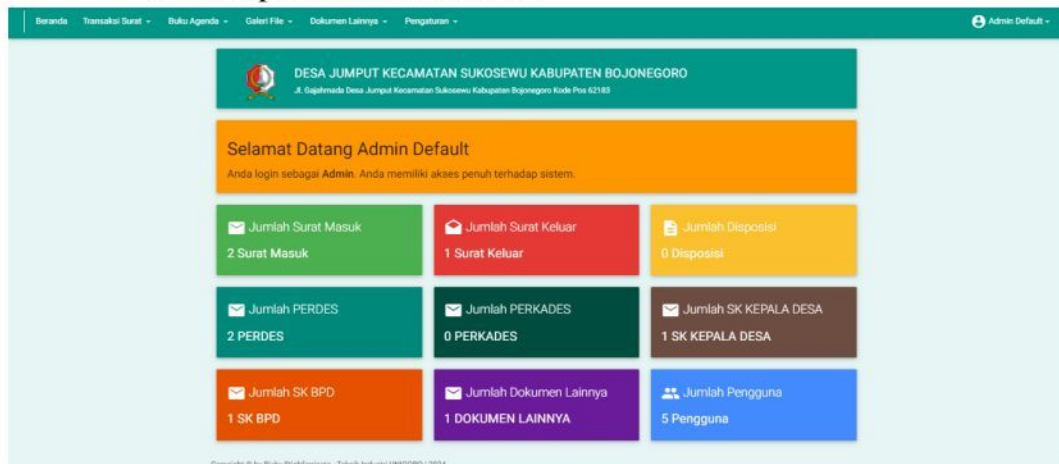 Beranda Transaksi Surat Buku Agenda Galeri File Dokumen Lainnya Pengaturan Admin Default
DESA JUMPUT KECAMATAN SUKOSEWU KABUPATEN BOJONEGORO
Jl. Gajahmada Desa Jumput Kecamatan Sukosewu Kabupaten Bojonegoro Kode Pos 62183
Selamat Datang Admin Default
Anda login sebagai Admin. Anda memiliki akses penuh terhadap sistem.
Jumlah Surat Masuk
2 Surat Masuk
Jumlah Surat Keluar
1 Surat Keluar
Jumlah Disposisi
0 Disposisi
Jumlah PERDES
2 PERDES
Jumlah PERKADES
0 PERKADES
Jumlah SK KEPALA DESA
1 SK KEPALA DESA
Jumlah SK BPD
1 SK BPD
Jumlah Dokumen Lainnya
1 DOKUMEN LAINNYA
Jumlah Pengguna
5 Pengguna